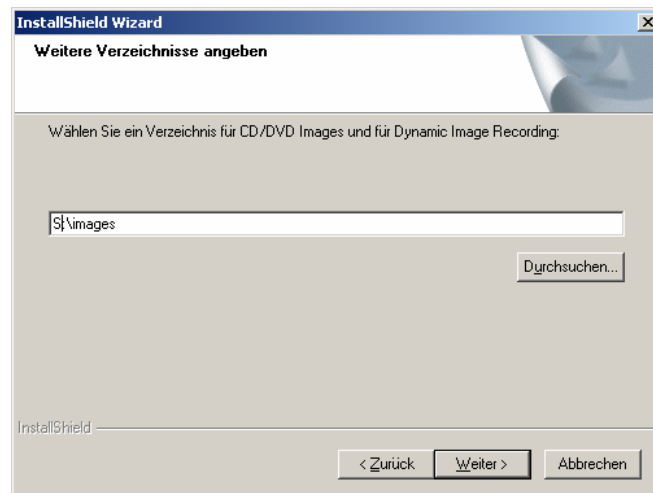 InstallShield Wizard
Weitere Verzeichnisse angeben
Wählen Sie ein Verzeichnis für CD/DVD Images und für Dynamic Image Recording:
S:\images
Durchsuchen...
InstallShield
< Zurück Weiter > Abbrechen